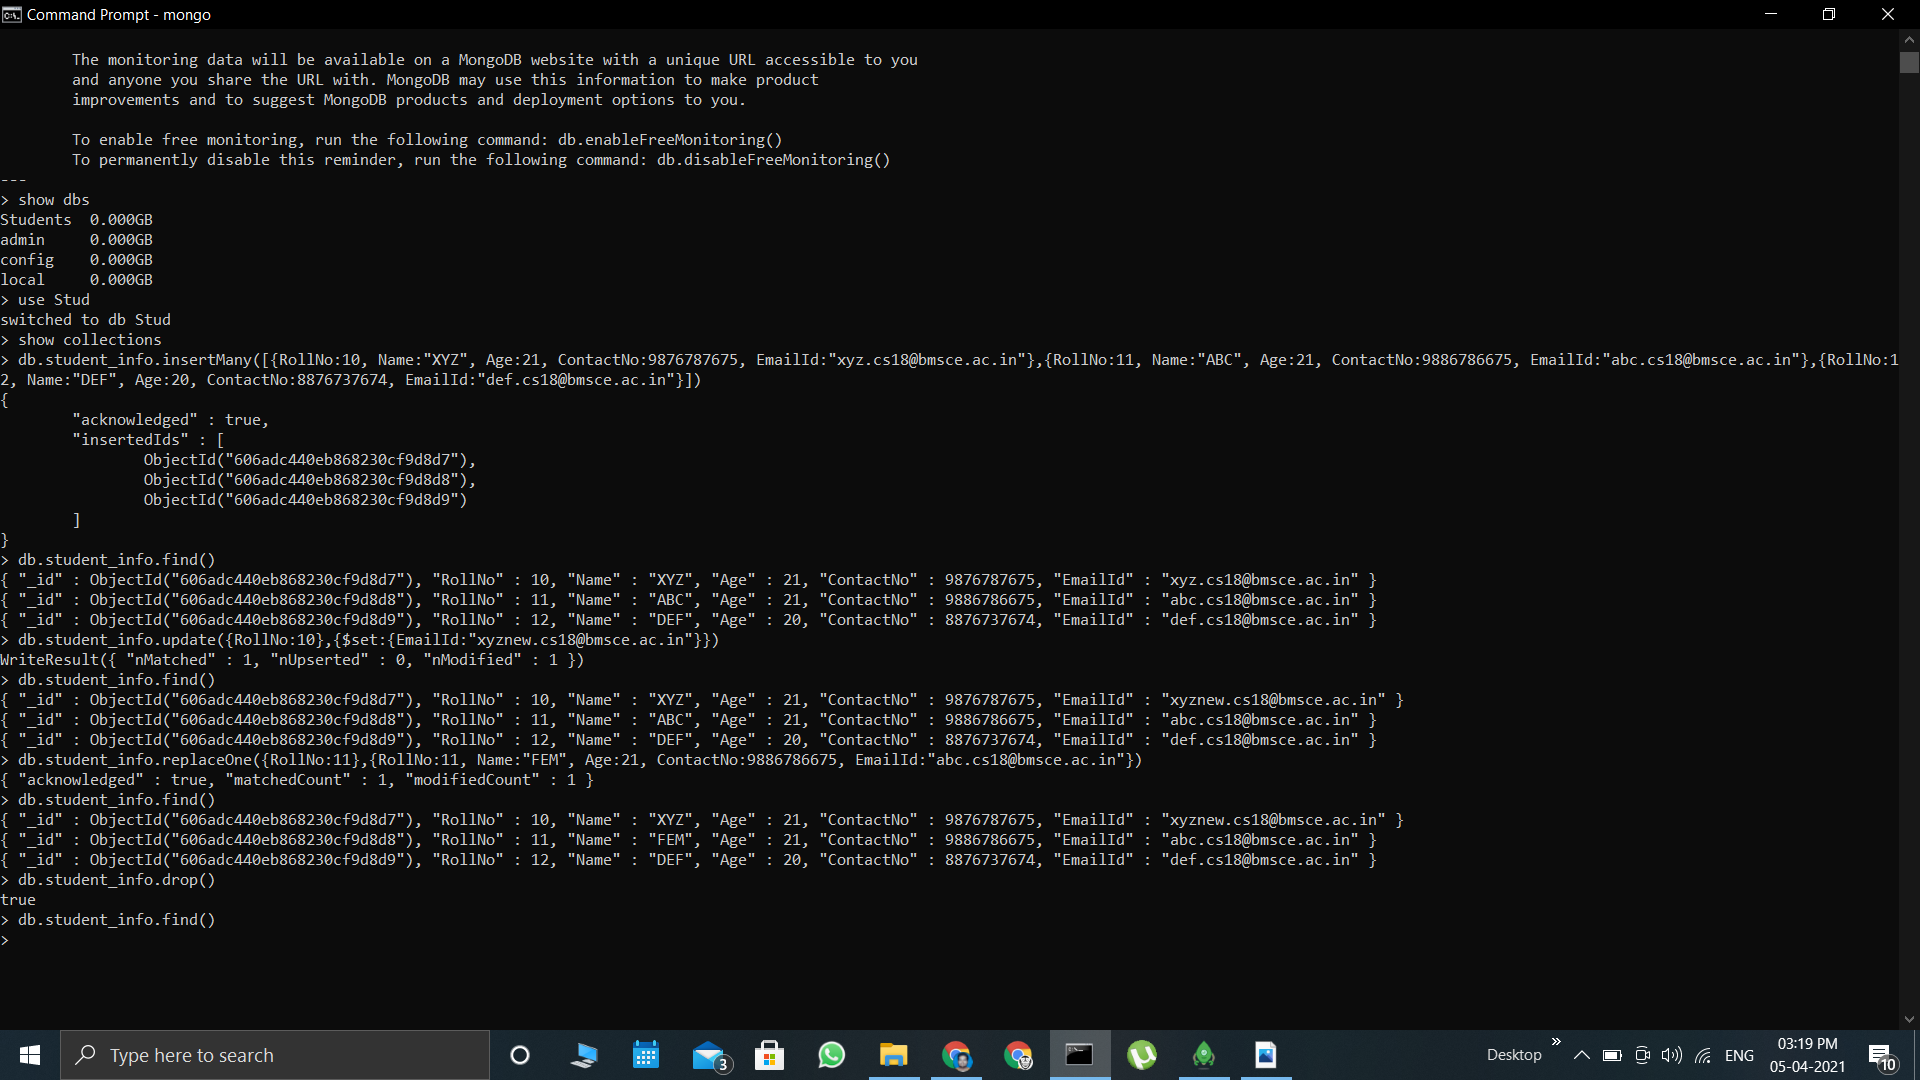 Command Prompt - mongo
The monitoring data will be available on a MongoDB website with a unique URL accessible to you
and anyone you share the URL with. MongoDB may use this information to make product
improvements and to suggest MongoDB products and deployment options to you.
To enable free monitoring, run the following command: db.enableFreeMonitoring()
To permanently disable this reminder, run the following command: db.disableFreeMonitoring()
---
> show dbs
Students  0.000GB
admin     0.000GB
config    0.000GB
local     0.000GB
> use Stud
switched to db Stud
> show collections
> db.student_info.insertMany([{RollNo:10, Name:"XYZ", Age:21, ContactNo:9876787675, EmailId:"xyz.cs18@bmsce.ac.in"},{RollNo:11, Name:"ABC", Age:21, ContactNo:9886786675, EmailId:"abc.cs18@bmsce.ac.in"},{RollNo:1
2, Name:"DEF", Age:20, ContactNo:8876737674, EmailId:"def.cs18@bmsce.ac.in"}])
{
"acknowledged" : true,
"insertedIds" : [
ObjectId("606adc440eb868230cf9d8d7"),
ObjectId("606adc440eb868230cf9d8d8"),
ObjectId("606adc440eb868230cf9d8d9")
]
}
> db.student_info.find()
{ "_id" : ObjectId("606adc440eb868230cf9d8d7"), "RollNo" : 10, "Name" : "XYZ", "Age" : 21, "ContactNo" : 9876787675, "EmailId" : "xyz.cs18@bmsce.ac.in" }
{ "_id" : ObjectId("606adc440eb868230cf9d8d8"), "RollNo" : 11, "Name" : "ABC", "Age" : 21, "ContactNo" : 9886786675, "EmailId" : "abc.cs18@bmsce.ac.in" }
{ "_id" : ObjectId("606adc440eb868230cf9d8d9"), "RollNo" : 12, "Name" : "DEF", "Age" : 20, "ContactNo" : 8876737674, "EmailId" : "def.cs18@bmsce.ac.in" }
> db.student_info.update({RollNo:10},{$set:{EmailId:"xyznew.cs18@bmsce.ac.in"}})
WriteResult({ "nMatched" : 1, "nUpserted" : 0, "nModified" : 1 })
> db.student_info.find()
{ "_id" : ObjectId("606adc440eb868230cf9d8d7"), "RollNo" : 10, "Name" : "XYZ", "Age" : 21, "ContactNo" : 9876787675, "EmailId" : "xyznew.cs18@bmsce.ac.in" }
{ "_id" : ObjectId("606adc440eb868230cf9d8d8"), "RollNo" : 11, "Name" : "ABC", "Age" : 21, "ContactNo" : 9886786675, "EmailId" : "abc.cs18@bmsce.ac.in" }
{ "_id" : ObjectId("606adc440eb868230cf9d8d9"), "RollNo" : 12, "Name" : "DEF", "Age" : 20, "ContactNo" : 8876737674, "EmailId" : "def.cs18@bmsce.ac.in" }
> db.student_info.replaceOne({RollNo:11},{RollNo:11, Name:"FEM", Age:21, ContactNo:9886786675, EmailId:"abc.cs18@bmsce.ac.in"})
{ "acknowledged" : true, "matchedCount" : 1, "modifiedCount" : 1 }
> db.student_info.find()
{ "_id" : ObjectId("606adc440eb868230cf9d8d7"), "RollNo" : 10, "Name" : "XYZ", "Age" : 21, "ContactNo" : 9876787675, "EmailId" : "xyznew.cs18@bmsce.ac.in" }
{ "_id" : ObjectId("606adc440eb868230cf9d8d8"), "RollNo" : 11, "Name" : "FEM", "Age" : 21, "ContactNo" : 9886786675, "EmailId" : "abc.cs18@bmsce.ac.in" }
{ "_id" : ObjectId("606adc440eb868230cf9d8d9"), "RollNo" : 12, "Name" : "DEF", "Age" : 20, "ContactNo" : 8876737674, "EmailId" : "def.cs18@bmsce.ac.in" }
> db.student_info.drop()
true
> db.student_info.find()
>
Type here to search
3
Desktop
ENG
03:19 PM
05-04-2021
10